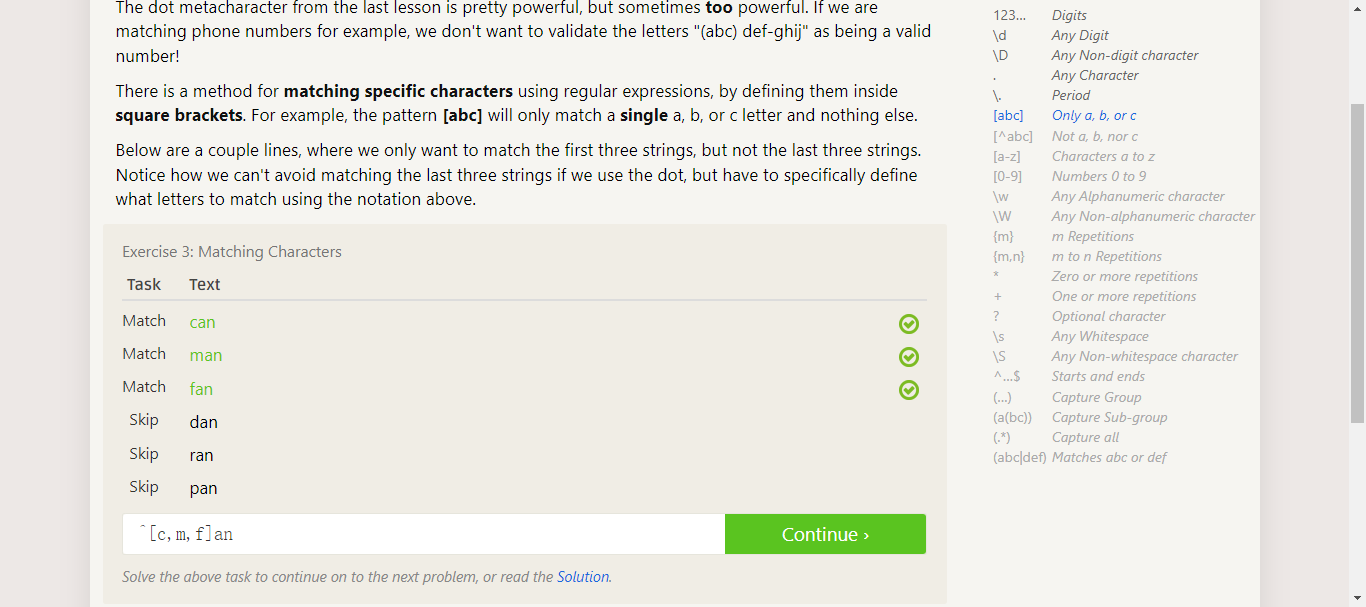 The dot metacharacter from the last lesson is pretty powerful, but sometimes too powerful. If we are
matching phone numbers for example, we don't want to validate the letters "(abc) def-ghij" as being a valid
number!
There is a method for matching specific characters using regular expressions, by defining them inside
square brackets. For example, the pattern [abc] will only match a single a, b, or c letter and nothing else.
Below are a couple lines, where we only want to match the first three strings, but not the last three strings.
Notice how we can't avoid matching the last three strings if we use the dot, but have to specifically define
what letters to match using the notation above.
Exercise 3: Matching Characters
Task Text
Match can
Match man
Match fan
Skip dan
Skip ran
Skip pan
^[c,m,f]an
Continue ›
Solve the above task to continue on to the next problem, or read the Solution.
123... Digits
\d Any Digit
\D Any Non-digit character
. Any Character
\. Period
[abc] Only a, b, or c
[^abc] Not a, b, nor c
[a-z] Characters a to z
[0-9] Numbers 0 to 9
\w Any Alphanumeric character
\W Any Non-alphanumeric character
{m} m Repetitions
{m,n} m to n Repetitions
* Zero or more repetitions
+ One or more repetitions
? Optional character
\s Any Whitespace
\S Any Non-whitespace character
^...$ Starts and ends
(...) Capture Group
(a(bc)) Capture Sub-group
(.*) Capture all
(abc|def) Matches abc or def